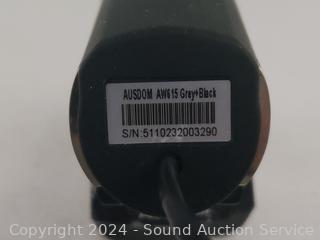 AUSDOM AW615 Grey+Black
S/N:5110232003290
Copyright 2024 - Sound Auction Service